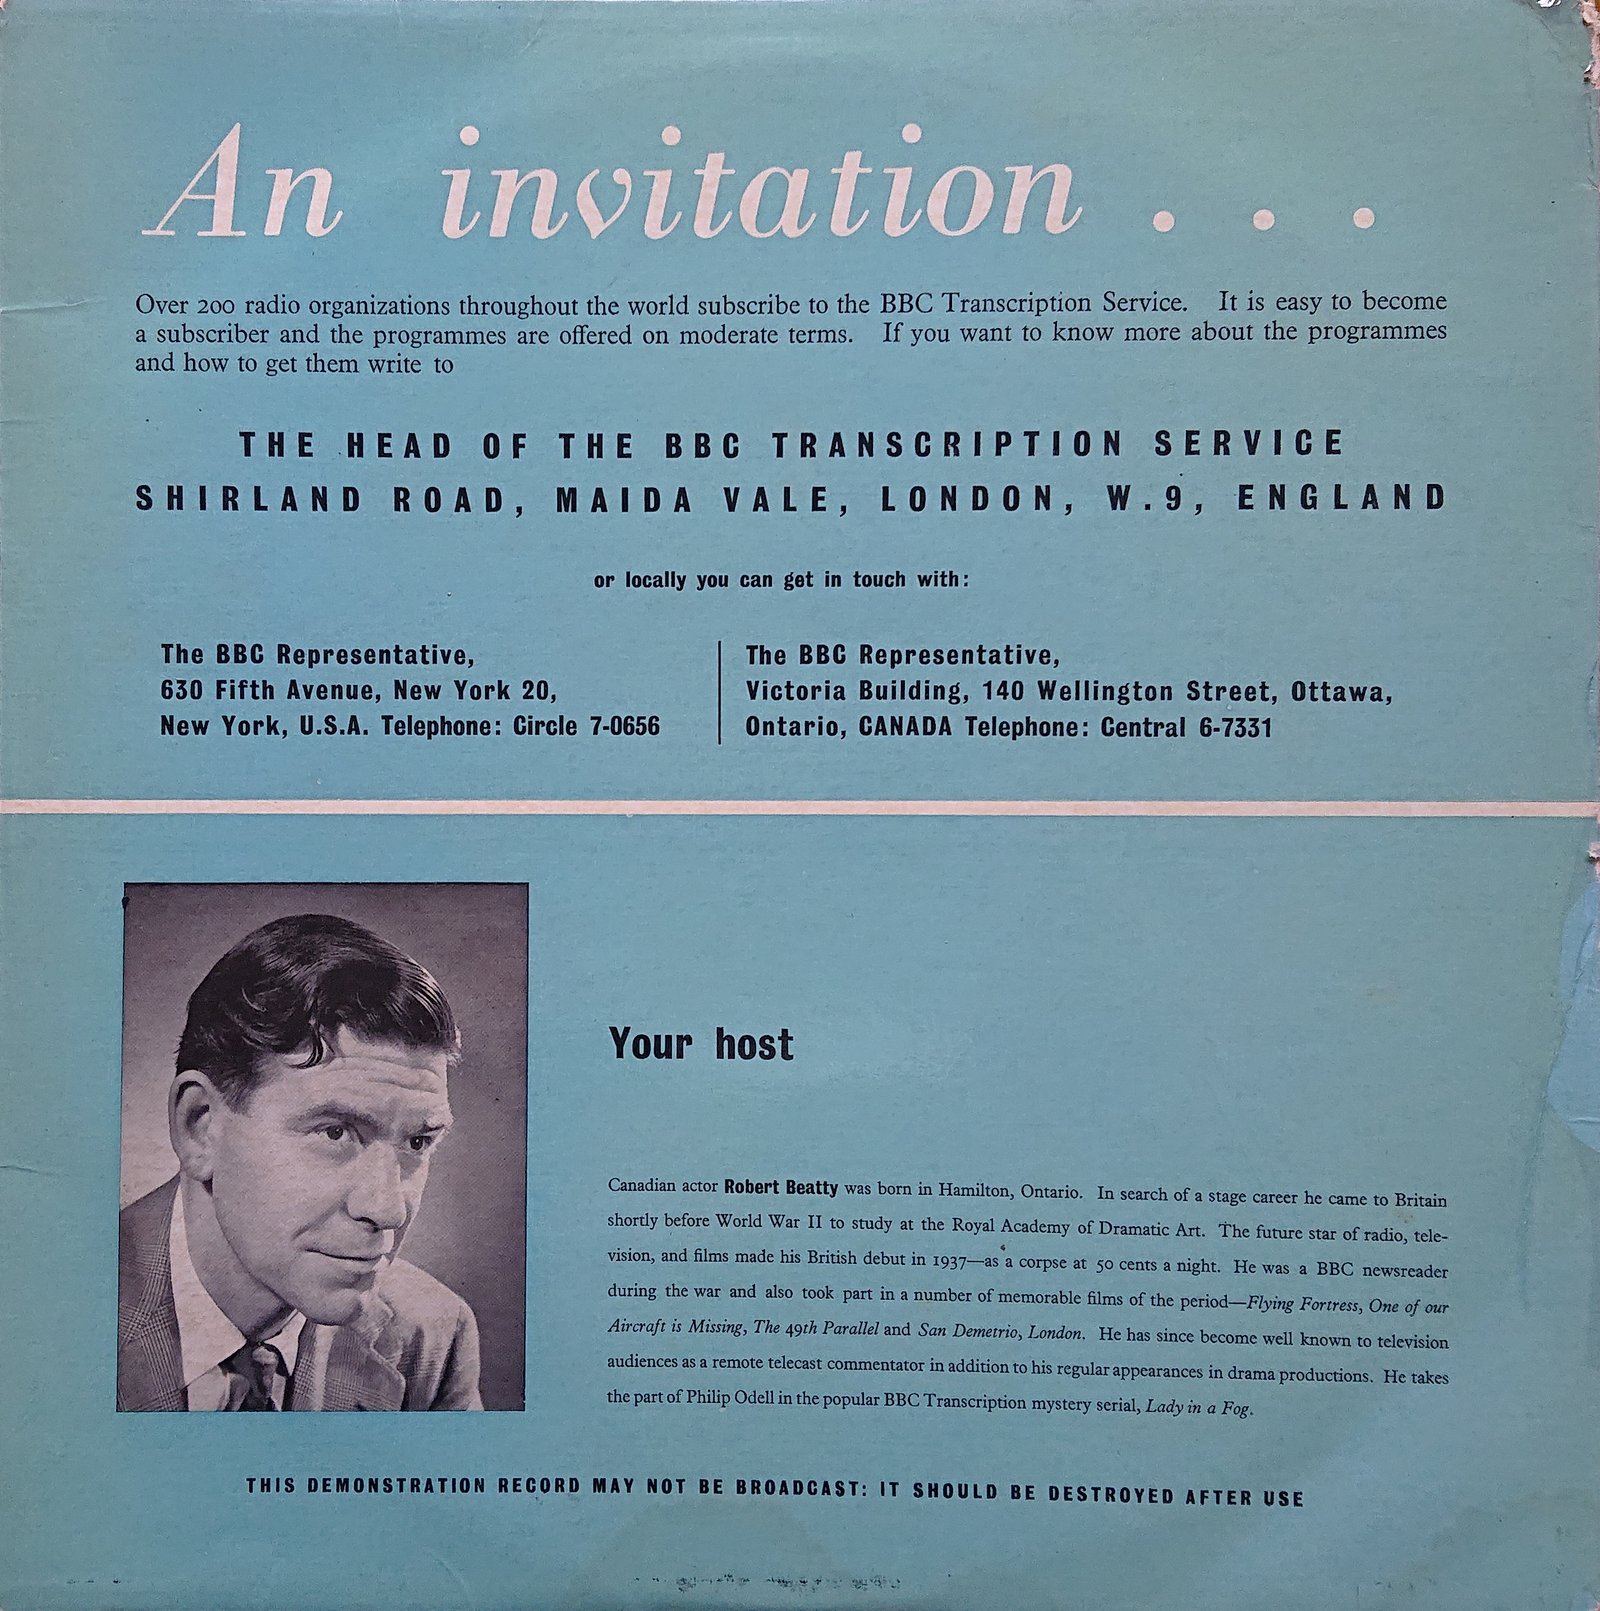 An invitation . . .
Over 200 radio organizations throughout the world subscribe to the BBC Transcription Service. It is easy to become
a subscriber and the programmes are offered on moderate terms. If you want to know more about the programmes
and how to get them write to
THE HEAD OF THE BBC TRANSCRIPTION SERVICE
SHIRLAND ROAD, MAIDA VALE, LONDON, W.9, ENGLAND
or locally you can get in touch with:
The BBC Representative,
630 Fifth Avenue, New York 20,
New York, U.S.A. Telephone: Circle 7-0656
The BBC Representative,
Victoria Building, 140 Wellington Street, Ottawa,
Ontario, CANADA Telephone: Central 6-7331
Your host
Canadian actor Robert Beatty was born in Hamilton, Ontario. In search of a stage career he came to Britain
shortly before World War II to study at the Royal Academy of Dramatic Art. The future star of radio, tele-
vision, and films made his British debut in 1937—as a corpse at 50 cents a night. He was a BBC newsreader
during the war and also took part in a number of memorable films of the period—Flying Fortress, One of our
Aircraft is Missing, The 49th Parallel and San Demetrio, London. He has since become well known to television
audiences as a remote telecast commentator in addition to his regular appearances in drama productions. He takes
the part of Philip Odell in the popular BBC Transcription mystery serial, Lady in a Fog.
THIS DEMONSTRATION RECORD MAY NOT BE BROADCAST: IT SHOULD BE DESTROYED AFTER USE